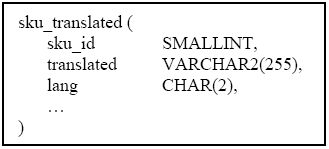 sku_translated (
sku_id SMALLINT,
translated VARCHAR2(255),
lang CHAR(2),
…
)